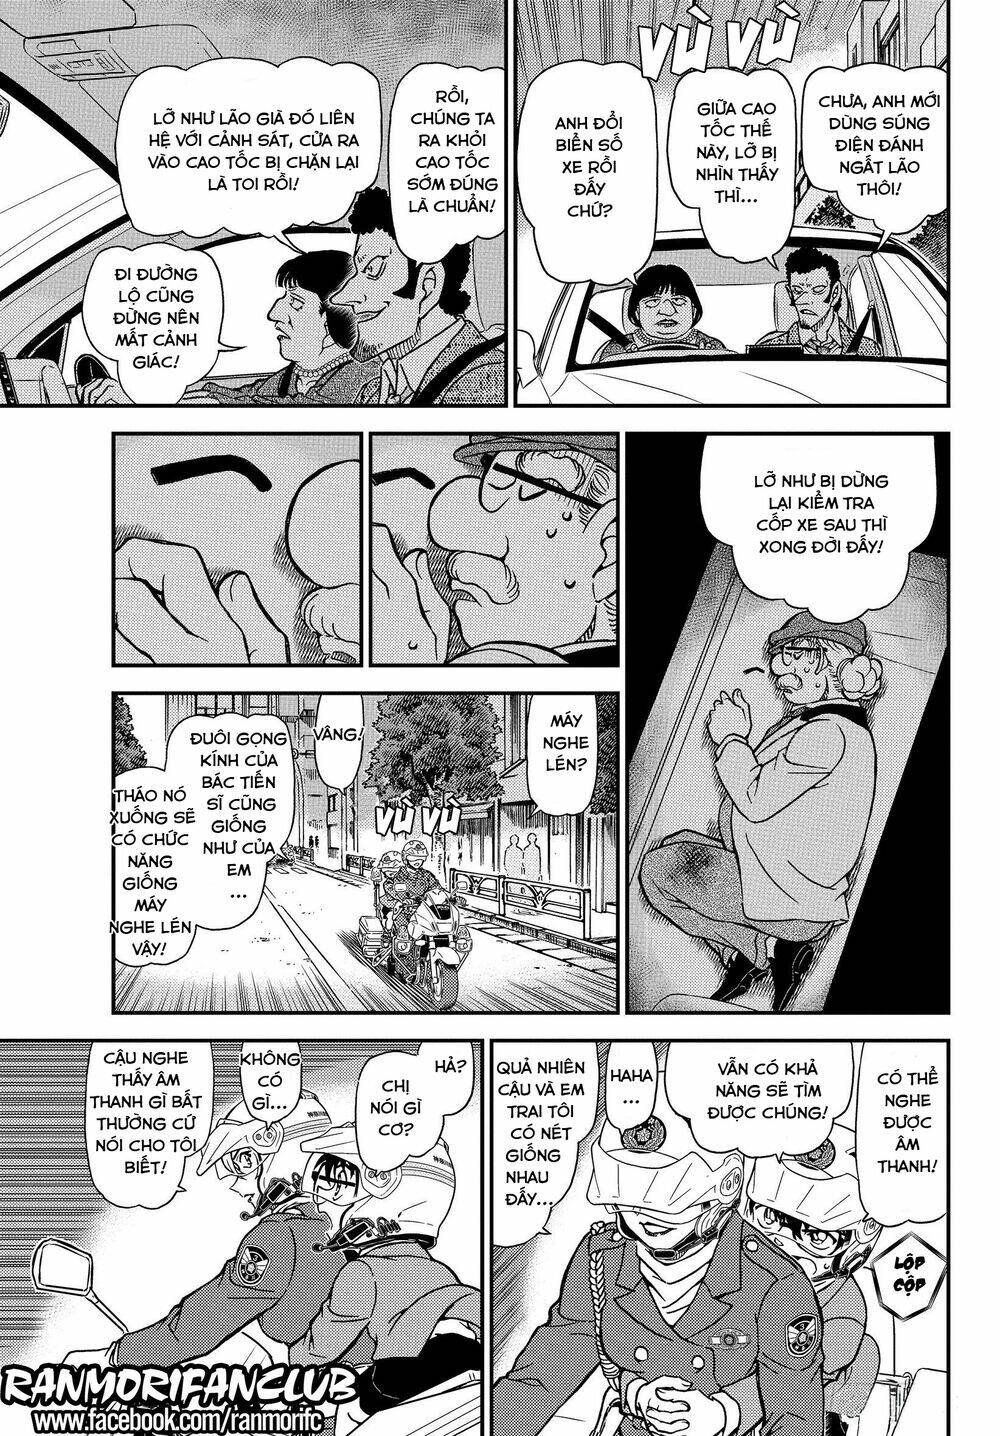 VÙ VÙ
CHƯA, ANH MỚI
DÙNG SÚNG
ĐIỆN ĐÁNH
NGẤT LÃO
THÔI!
GIỮA CAO
TỐC THẾ
NÀY, LỠ BỊ
NHÌN THẤY
THÌ...
ANH ĐỔI
BIỂN SỐ
XE RỒI
ĐẤY
CHỨ?
RỒI,
CHÚNG TA
RA KHỎI
CAO TỐC
SỚM ĐÚNG
LÀ CHUẨN!
LỠ NHƯ LÃO GIÀ ĐÓ LIÊN
HỆ VỚI CẢNH SÁT, CỬA RA
VÀO CAO TỐC BỊ CHẶN LẠI
LÀ TOI RỒI!
ĐI ĐƯỜNG
LỘ CŨNG
ĐỪNG NÊN
MẤT CẢNH
GIÁC!
LỠ NHƯ BỊ DỪNG
LẠI KIỂM TRA
CỐP XE SAU THÌ
XONG ĐỜI ĐẤY!
MÁY
NGHE
LÉN?
VÂNG!
ĐUÔI GỌNG
KÍNH CỦA
BÁC TIẾN
SĨ CŨNG
GIỐNG
NHƯ CỦA
EM
...
THÁO NÓ
XUỐNG SẼ
CÓ CHỨC
NĂNG GIỐNG
MÁY
NGHE LÉN
VẬY!
VÙ VÙ
CÓ THỂ
NGHE
ĐƯỢC
ÂM
THANH!
VẪN CÓ KHẢ
NĂNG SẼ TÌM
ĐƯỢC CHÚNG!
HAHA
...
QUẢ NHIÊN
CẬU VÀ EM
TRAI TÔI
CÓ NÉT
GIỐNG
NHAU
ĐẤY...
LỘP
CỘP
HẢ?
CHỊ
NÓI GÌ
CƠ?
KHÔNG
CÓ
GÌ...
CẬU NGHE
THẤY ÂM
THANH GÌ BẤT
THƯỜNG CỨ
NÓI CHO TÔI
BIẾT!
RANMORIFANCLUB
www.facebook.com/ranmorifc